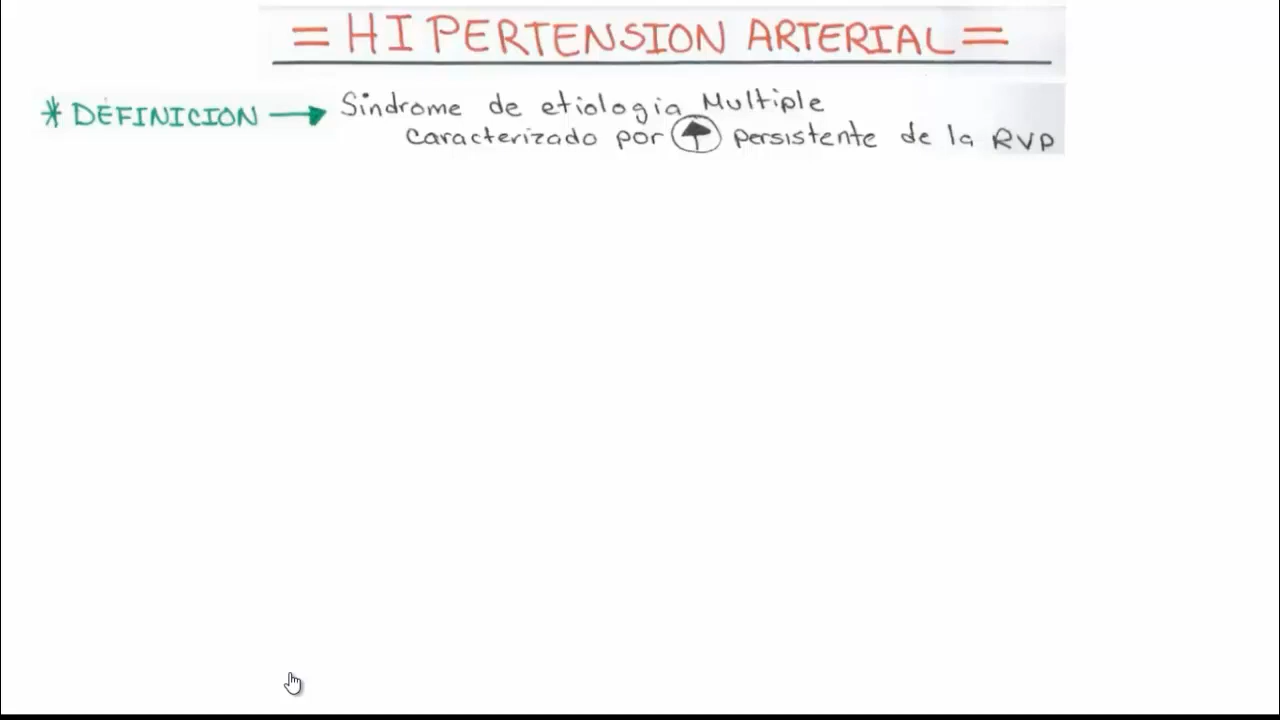 = HIPERTENSION ARTERIAL =
* DEFINICION → Sindrome de etiologia Multiple
caracterizado por ↑ persistente de la RVP